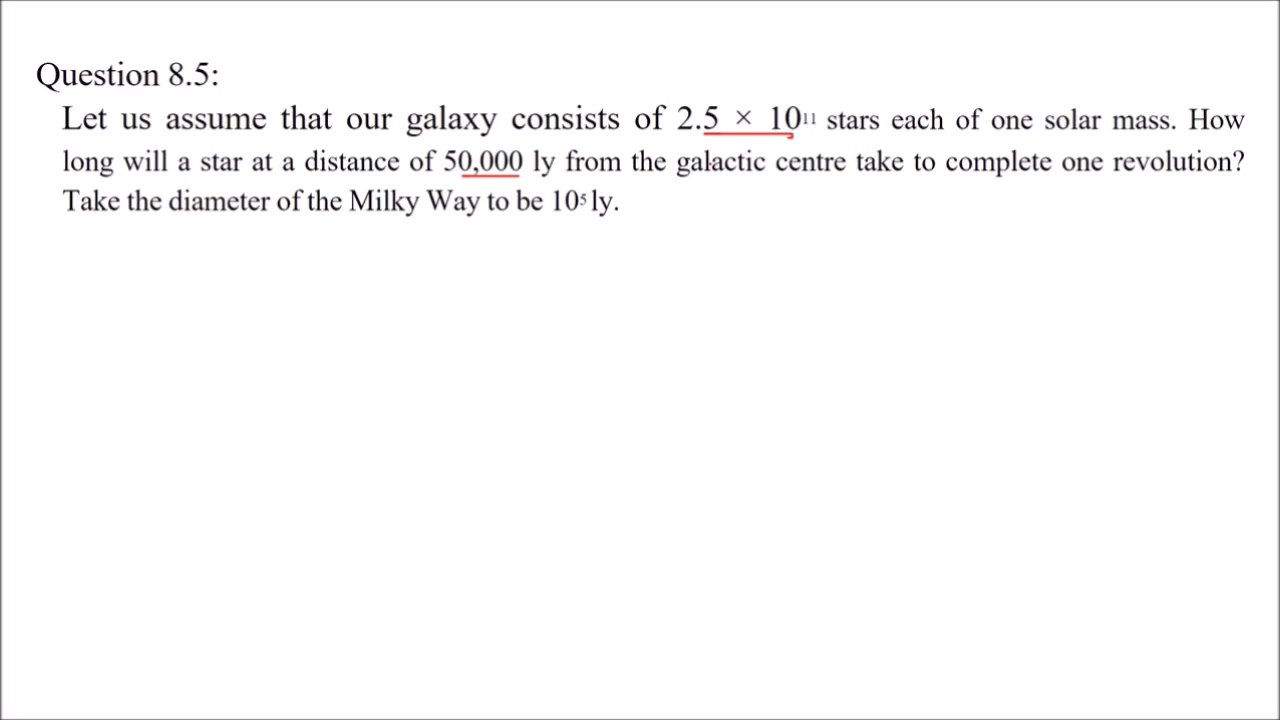 Question 8.5:
Let us assume that our galaxy consists of 2.5 × 10¹¹ stars each of one solar mass. How
long will a star at a distance of 50,000 ly from the galactic centre take to complete one revolution?
Take the diameter of the Milky Way to be 10⁵ ly.